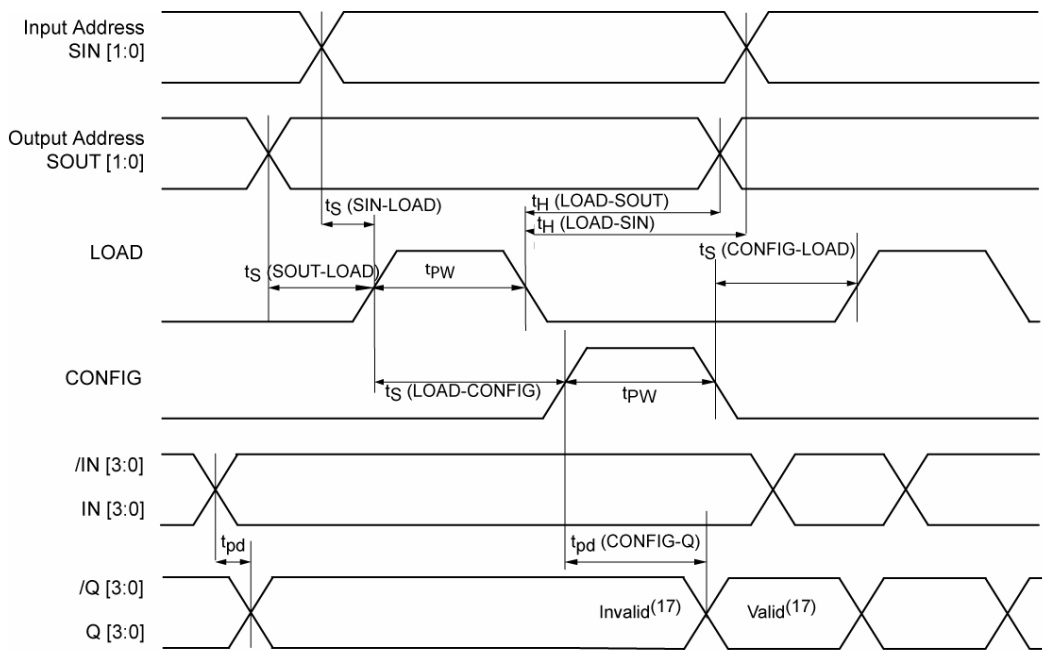 Input Address
SIN [1:0]
Output Address
SOUT [1:0]
tS (SIN-LOAD)
tH (LOAD-SOUT)
tH (LOAD-SIN)
LOAD
tS (SOUT-LOAD)
tPW
tS (CONFIG-LOAD)
CONFIG
tS (LOAD-CONFIG)
tPW
/IN [3:0]
IN [3:0]
tpd
tpd (CONFIG-Q)
/Q [3:0]
Q [3:0]
Invalid(17)
Valid(17)